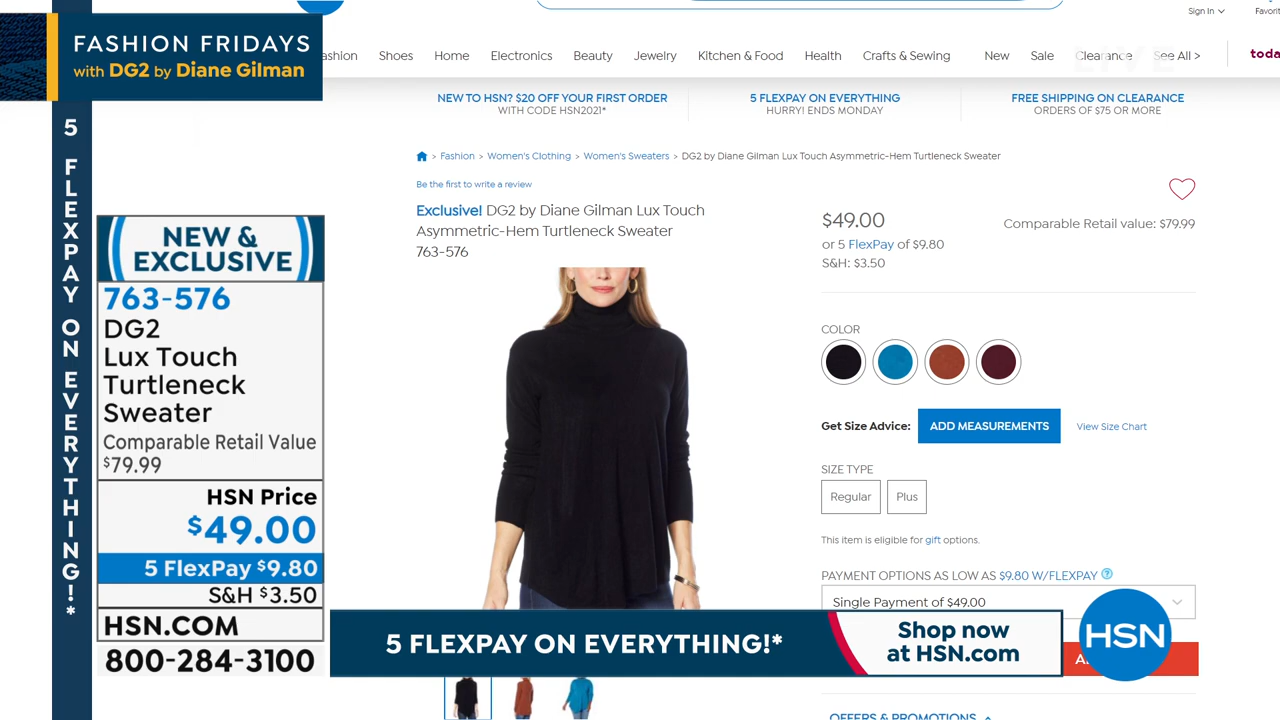 FASHION FRIDAYS
with DG2 by Diane Gilman
5 FLEXPAY ON EVERYTHING!*
NEW &
EXCLUSIVE
763-576
DG2
Lux Touch
Turtleneck
Sweater
Comparable Retail Value
$79.99
HSN Price
$49.00
5 FlexPay $9.80
S&H $3.50
HSN.COM
800-284-3100
Sign In
Favorit
ashion Shoes Home Electronics Beauty Jewelry Kitchen & Food Health Crafts & Sewing New Sale Clearance See All > toda
NEW TO HSN? $20 OFF YOUR FIRST ORDER
WITH CODE HSN2021*
5 FLEXPAY ON EVERYTHING
HURRY! ENDS MONDAY
FREE SHIPPING ON CLEARANCE
ORDERS OF $75 OR MORE
> Fashion > Women's Clothing > Women's Sweaters > DG2 by Diane Gilman Lux Touch Asymmetric-Hem Turtleneck Sweater
Be the first to write a review
Exclusive! DG2 by Diane Gilman Lux Touch
Asymmetric-Hem Turtleneck Sweater
763-576
$49.00
Comparable Retail value: $79.99
or 5 FlexPay of $9.80
S&H: $3.50
COLOR
Get Size Advice: ADD MEASUREMENTS View Size Chart
SIZE TYPE
Regular Plus
This item is eligible for gift options.
PAYMENT OPTIONS AS LOW AS $9.80 W/FLEXPAY ?
Single Payment of $49.00
5 FLEXPAY ON EVERYTHING!*
Shop now
at HSN.com
HSN
OFFERS & PROMOTIONS